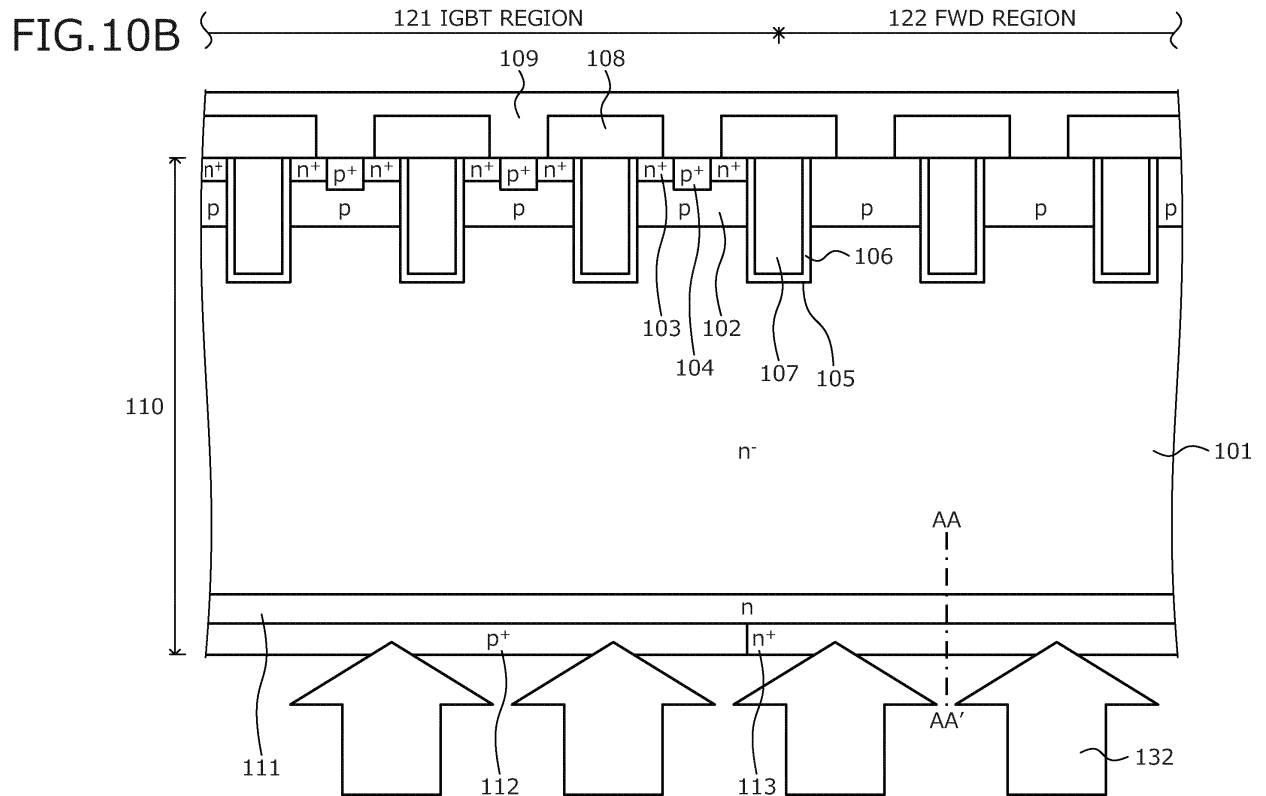 FIG.10B
121 IGBT REGION 122 FWD REGION
109 108
n+ n+ p+ n+ n+ p+ n+ n+ p+ n+
p p p p p p p
106
103 102
104 107 105
110
n- 101
AA
n
p+ n+
AA'
111 112 113 132